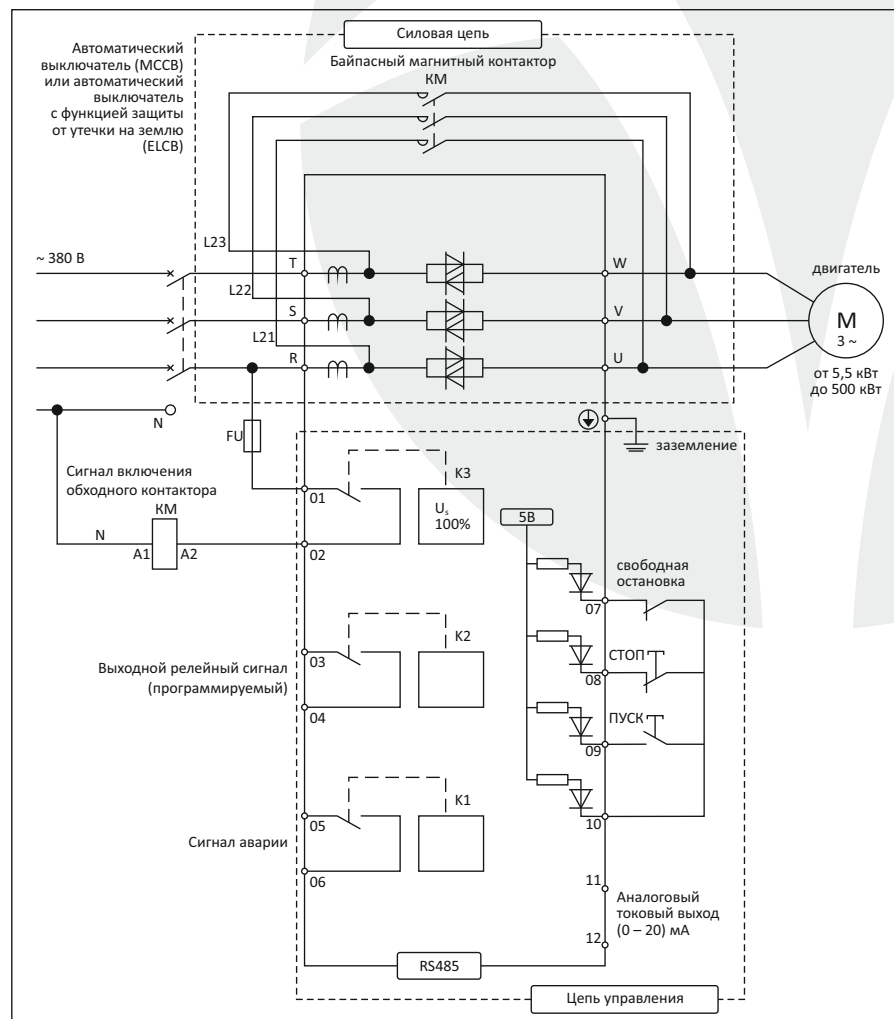 Силовая цепь
Автоматический
выключатель (MCCB)
или автоматический
выключатель
с функцией защиты
от утечки на землю
(ELCB)
Байпасный магнитный контактор
КМ
L23
~ 380 В
T
W
двигатель
L22
S
V
М
3 ~
L21
R
U
от 5,5 кВт
до 500 кВт
N
FU
заземление
Сигнал включения
обходного контактора
КМ
N
A1
A2
01
02
K3
Us
100%
5В
свободная
остановка
07
Выходной релейный сигнал
(программируемый)
03
04
K2
СТОП
08
ПУСК
09
Сигнал аварии
05
06
K1
10
11
Аналоговый
токовый выход
(0 – 20) мА
12
RS485
Цепь управления